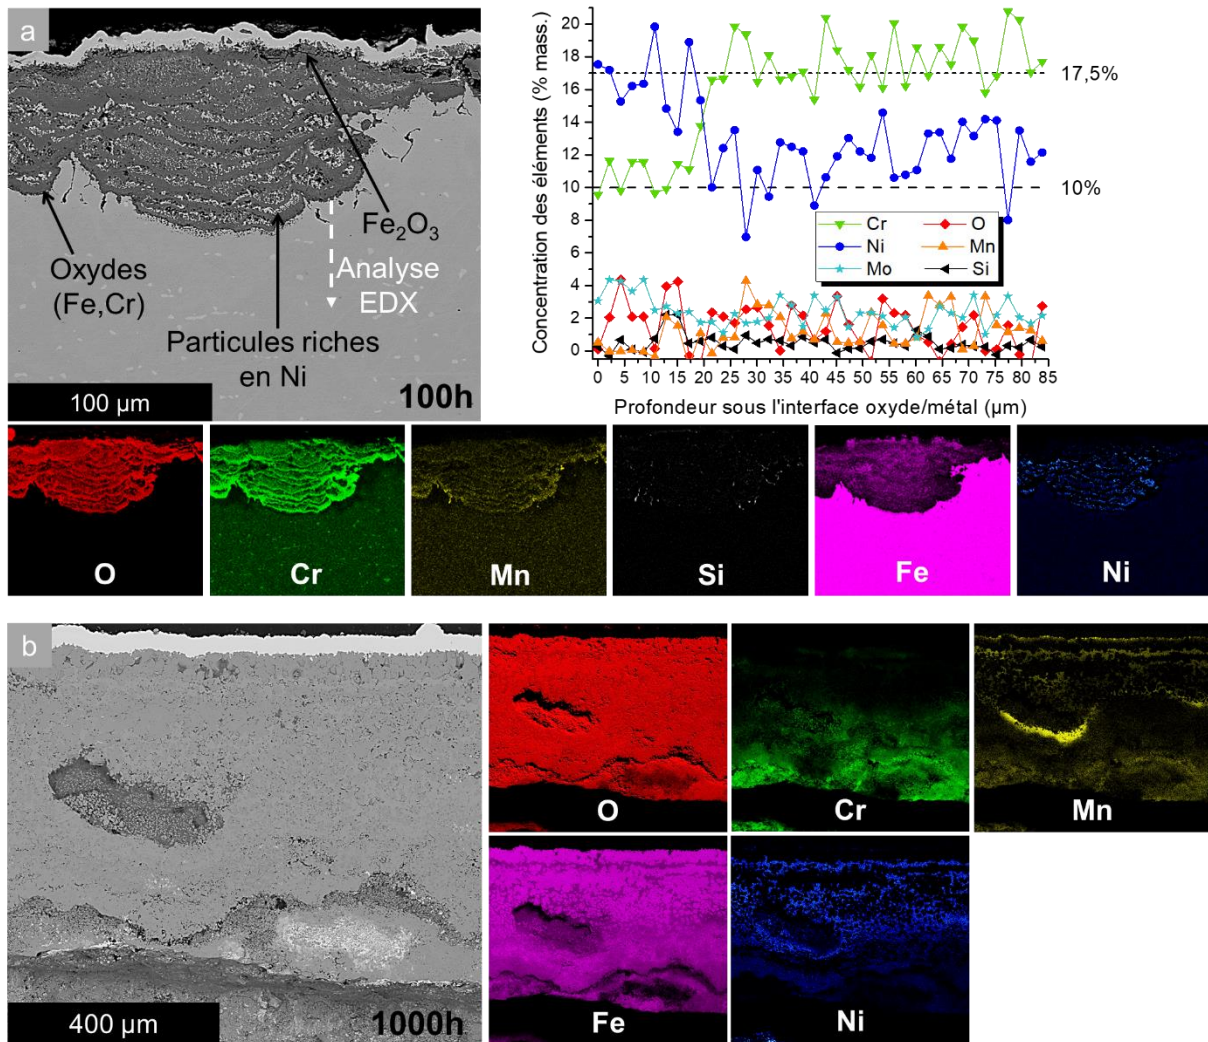 a
Fe₂O₃
Oxydes
(Fe,Cr)
Analyse
EDX
Particules riches
en Ni
100 µm
100h
Concentration des éléments (% mass.)
21
20
18
16
14
12
10
8
6
4
2
0
17,5%
10%
Cr
O
Ni
Mn
Mo
Si
0 5 10 15 20 25 30 35 40 45 50 55 60 65 70 75 80 85
Profondeur sous l'interface oxyde/métal (µm)
O
Cr
Mn
Si
Fe
Ni
b
400 µm
1000h
O
Cr
Mn
Fe
Ni